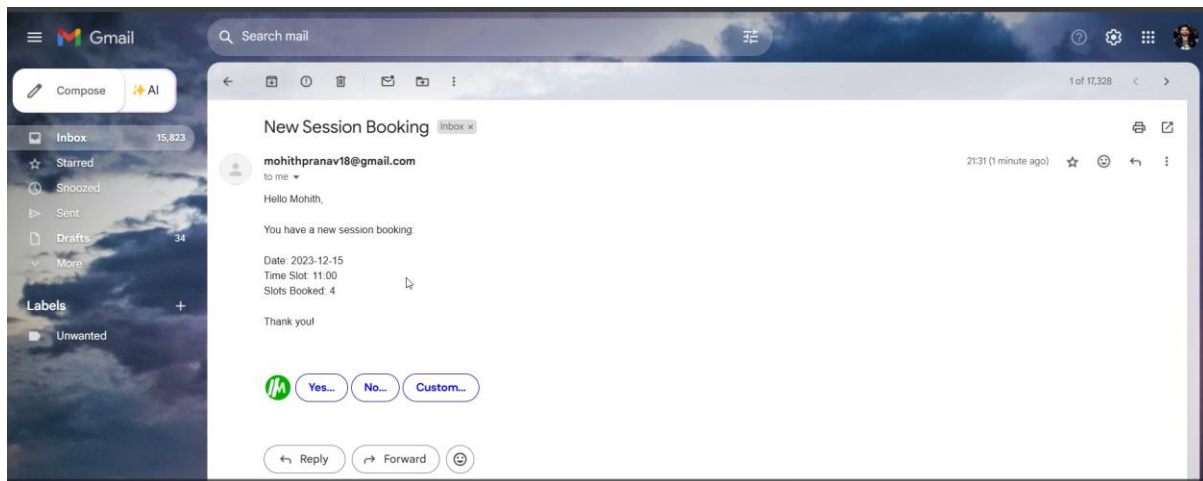 Gmail
Search mail
Compose
AI
1 of 17,328
Inbox 15,823
Starred
Snoozed
Sent
Drafts 34
More
Labels +
Unwanted
New Session Booking Inbox ×
mohithpranav18@gmail.com 21:31 (1 minute ago)
to me
Hello Mohith,
You have a new session booking:
Date: 2023-12-15
Time Slot: 11:00
Slots Booked: 4
Thank you!
Yes... No... Custom...
Reply Forward